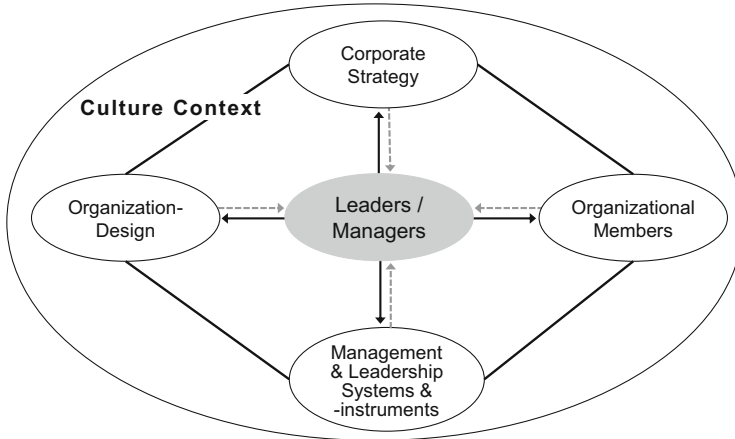 Corporate
Strategy
Culture Context
Organization-
Design
Leaders /
Managers
Organizational
Members
Management
& Leadership
Systems &
-instruments